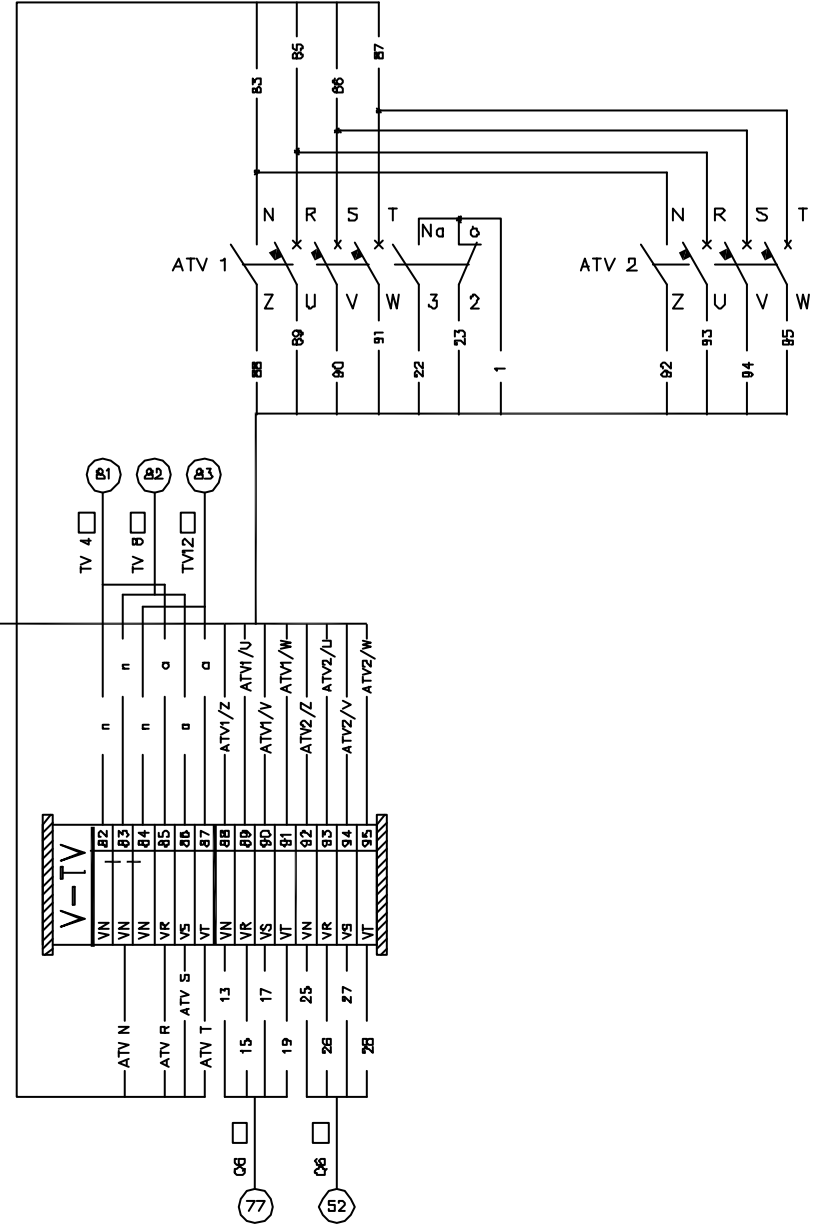 83 85 86 87
N R S T
Na a
N R S T
ATV 1
ATV 2
Z U V W 3 2
Z U V W
88 89 90 91 22 23 1
92 93 94 95
81 82 83
TV 4 TV 8 TV12
n n n a a a
ATV1/Z ATV1/U ATV1/V ATV1/W ATV2/Z ATV2/U ATV2/V ATV2/W
V-TV
82 83 84 85 86 87 88 89 90 91 92 93 94 95
VN VN VN VR VS VT VN VR VS VT VN VR VS VT
ATV N ATV R ATV S ATV T
13 15 17 19 25 26 27 28
Q6 Q6
77 52